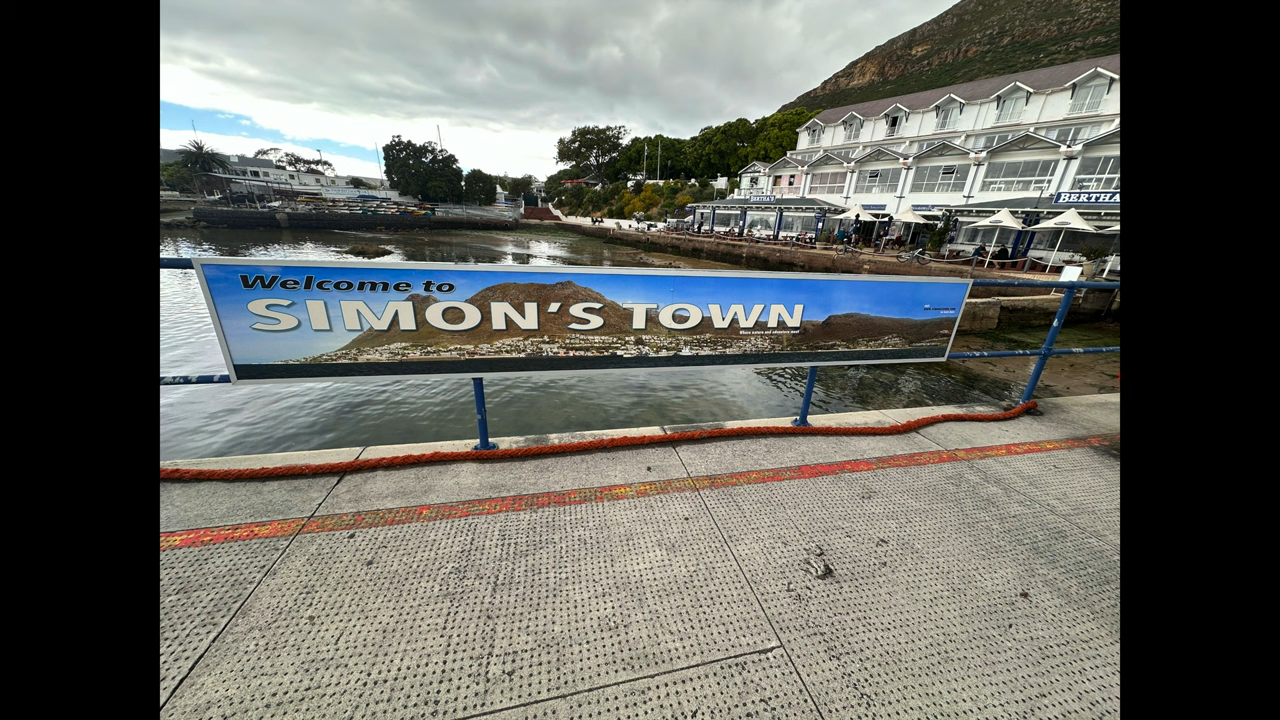 Welcome to
SIMON'S TOWN
Where nature and adventure meet
BERTHA'S
BERTHA